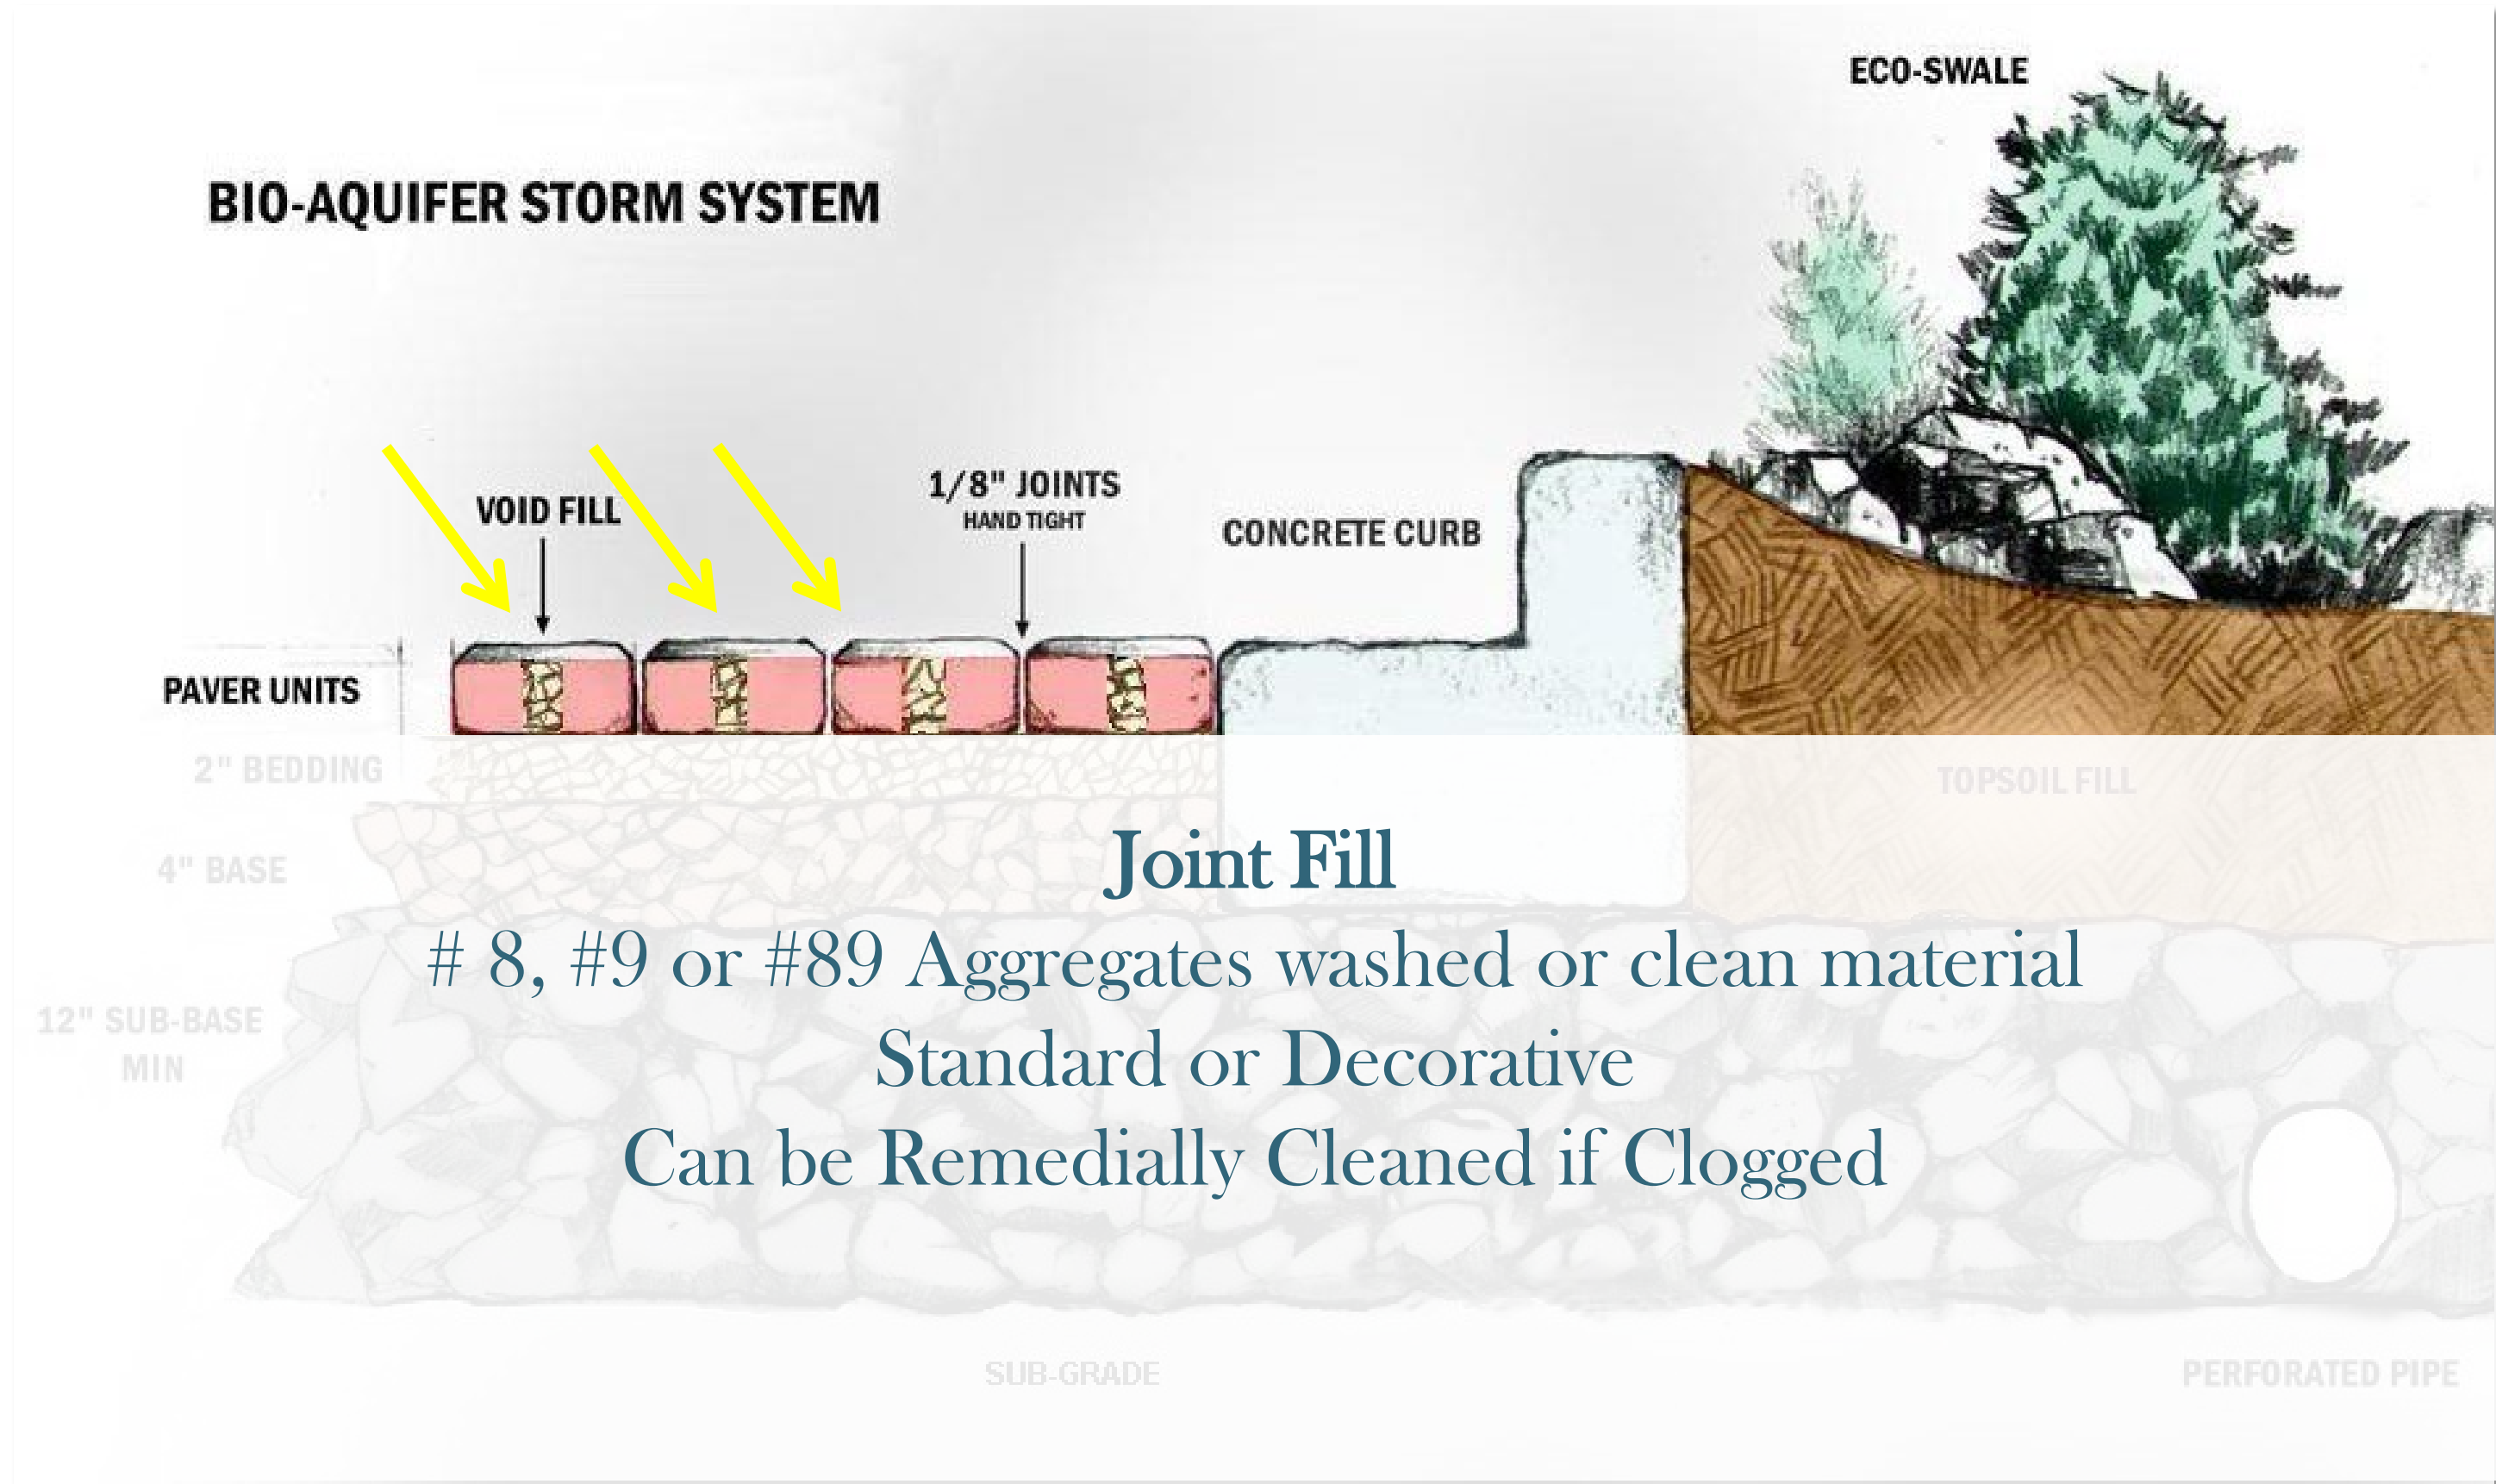 ECO-SWALE
BIO-AQUIFER STORM SYSTEM
VOID FILL
1/8" JOINTS
HAND TIGHT
CONCRETE CURB
PAVER UNITS
2" BEDDING
TOPSOIL FILL
4" BASE
Joint Fill
# 8, #9 or #89 Aggregates washed or clean material
12" SUB-BASE
MIN
Standard or Decorative
Can be Remedially Cleaned if Clogged
SUB-GRADE
PERFORATED PIPE